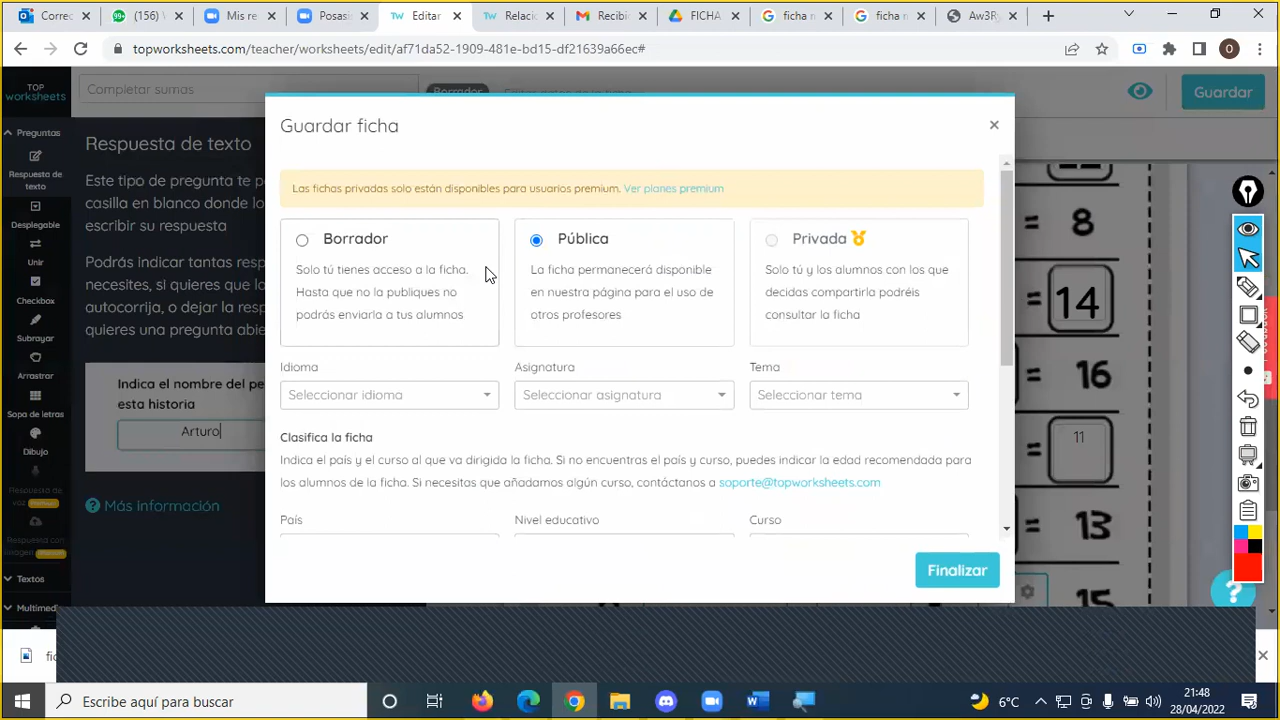 Correc
(156) W
Mis re
Posasis
Editar
Relacio
Recibi
FICHA
ficha n
ficha n
Aw3Ry
topworksheets.com/teacher/worksheets/edit/af71da52-1909-481e-bd15-df21639a66ec#
O
TOP
worksheets
Completar sumas
Borrador
Guardar
Preguntas
Respuesta de
texto
Desplegable
Unir
Checkbox
Subrayar
Arrastrar
Sopa de letras
Dibujo
Respuesta de
voz
Respuesta con
imagen
Textos
Multimed
Respuesta de texto
Este tipo de pregunta te p
casilla en blanco donde lo
escribir su respuesta
Podrás indicar tantas resp
necesites, si quieres que la
autocorrija, o dejar la resp
quieres una pregunta abie
Indica el nombre del pe
esta historia
Arturo
Más información
Guardar ficha
Las fichas privadas solo están disponibles para usuarios premium. Ver planes premium
Borrador
Solo tú tienes acceso a la ficha.
Hasta que no la publiques no
podrás enviarla a tus alumnos
Pública
La ficha permanecerá disponible
en nuestra página para el uso de
otros profesores
Privada
Solo tú y los alumnos con los que
decidas compartirla podréis
consultar la ficha
Idioma
Asignatura
Tema
Seleccionar idioma
Seleccionar asignatura
Seleccionar tema
Clasifica la ficha
Indica el país y el curso al que va dirigida la ficha. Si no encuentras el país y curso, puedes indicar la edad recomendada para
los alumnos de la ficha. Si necesitas que añadamos algún curso, contáctanos a soporte@topworksheets.com
País
Nivel educativo
Curso
Finalizar
= 8
= 14
= 16
= 11
= 13
15
?
fic
Escribe aquí para buscar
6°C
21:48
28/04/2022